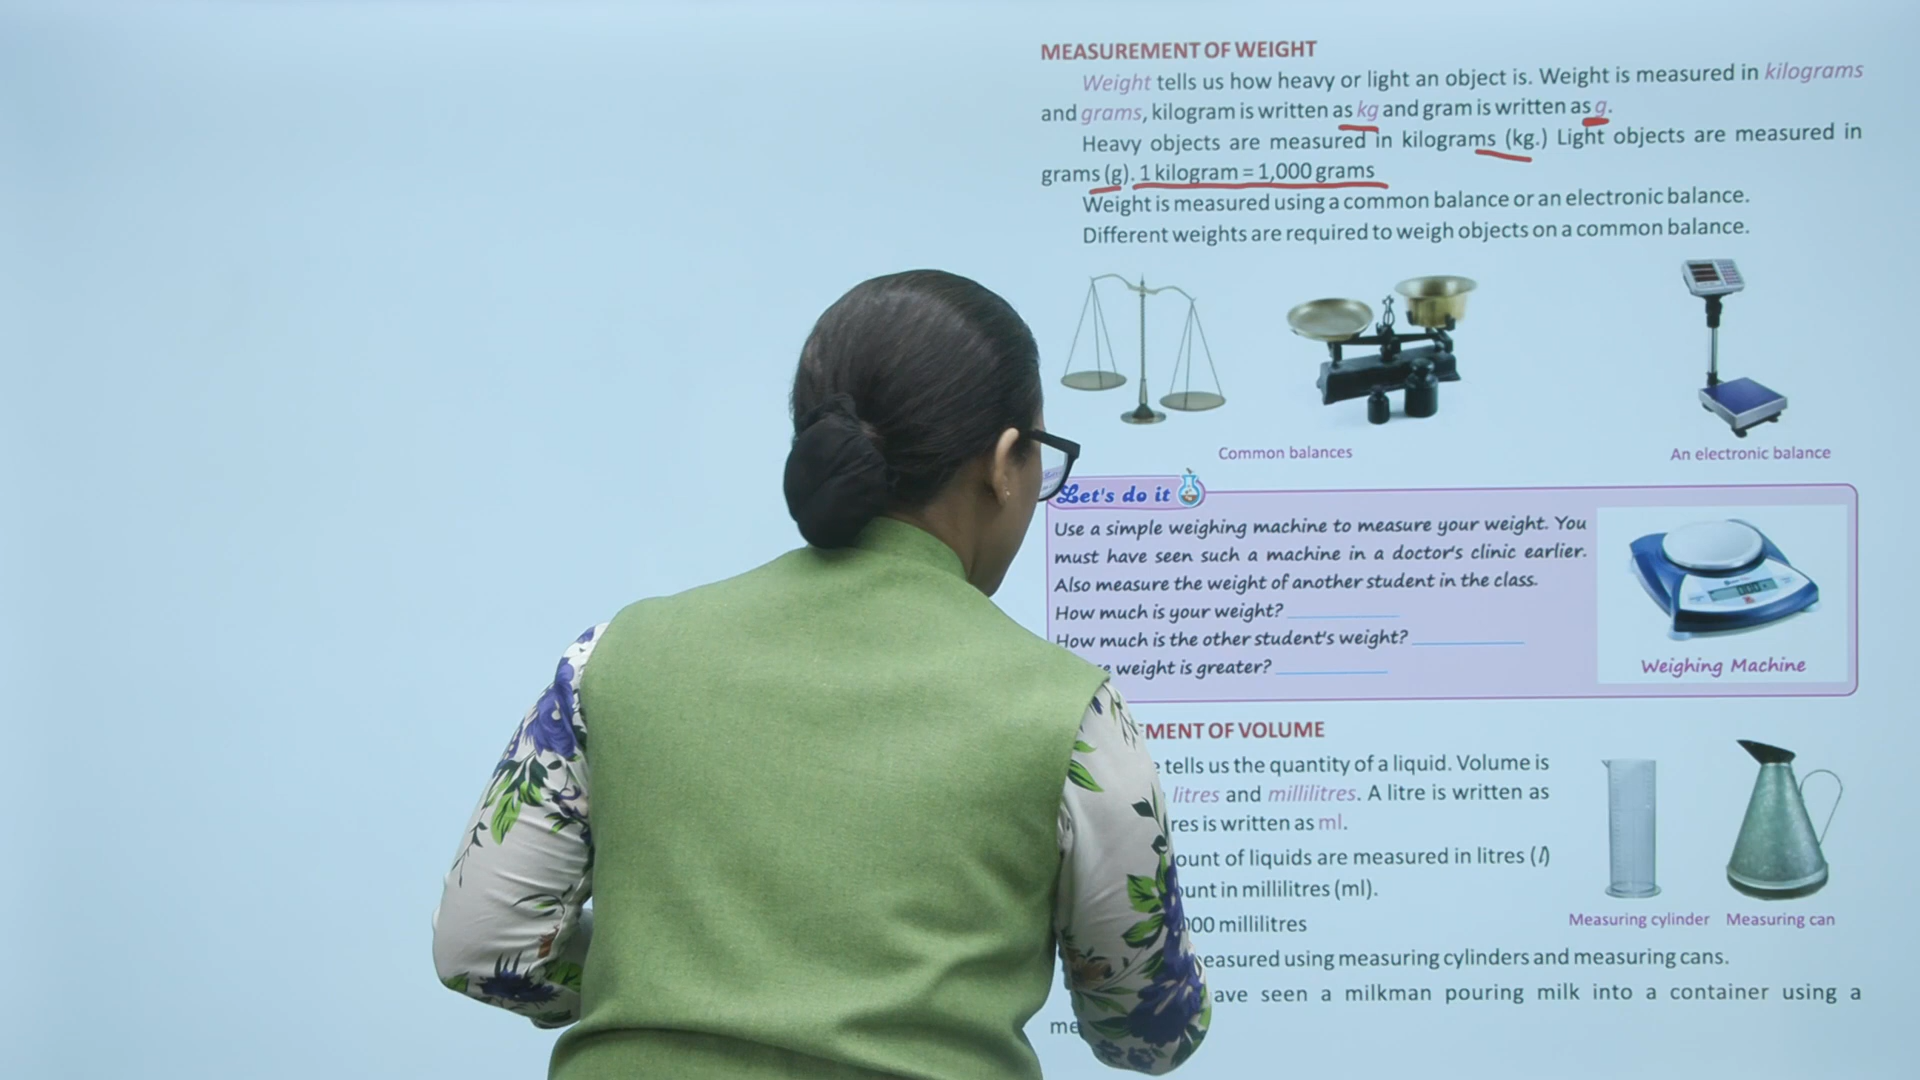 MEASUREMENT OF WEIGHT
Weight tells us how heavy or light an object is. Weight is measured in kilograms
and grams, kilogram is written as kg and gram is written as g.
Heavy objects are measured in kilograms (kg.) Light objects are measured in
grams (g). 1 kilogram = 1,000 grams
Weight is measured using a common balance or an electronic balance.
Different weights are required to weigh objects on a common balance.
Common balances
An electronic balance
Let's do it
Use a simple weighing machine to measure your weight. You
must have seen such a machine in a doctor's clinic earlier.
Also measure the weight of another student in the class.
How much is your weight?
How much is the other student's weight?
weight is greater?
Weighing Machine
MENT OF VOLUME
tells us the quantity of a liquid. Volume is
litres and millilitres. A litre is written as
res is written as ml.
ount of liquids are measured in litres (l)
unt in millilitres (ml).
000 millilitres
Measuring cylinder
Measuring can
easured using measuring cylinders and measuring cans.
ave seen a milkman pouring milk into a container using a
me